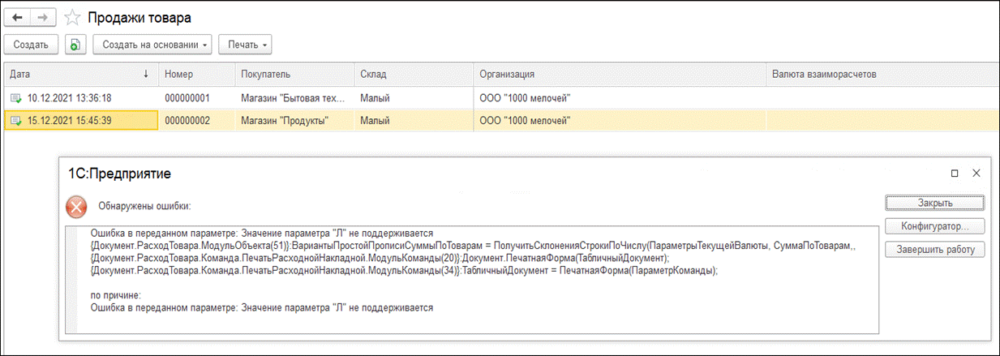 Продажи товара
Создать Создать на основании Печать
Дата ↓ Номер Покупатель Склад Организация Валюта взаиморасчетов
10.12.2021 13:36:18 000000001 Магазин "Бытовая тех... Малый ООО "1000 мелочей"
15.12.2021 15:45:39 000000002 Магазин "Продукты" Малый ООО "1000 мелочей"
1С:Предприятие
Обнаружены ошибки:
Закрыть
Конфигуратор...
Завершить работу
Ошибка в переданном параметре: Значение параметра "Л" не поддерживается
{Документ.РасходТовара.МодульОбъекта(51)}:ВариантыПростойПрописиСуммыПоТоварам = ПолучитьСклоненияСтрокиПоЧислу(ПараметрыТекущейВалюты, СуммаПоТоварам,,
{Документ.РасходТовара.Команда.ПечатьРасходнойНакладной.МодульКоманды(20)}:Документ.ПечатнаяФорма(ТабличныйДокумент);
{Документ.РасходТовара.Команда.ПечатьРасходнойНакладной.МодульКоманды(34)}:ТабличныйДокумент = ПечатнаяФорма(ПараметрКоманды);
по причине:
Ошибка в переданном параметре: Значение параметра "Л" не поддерживается